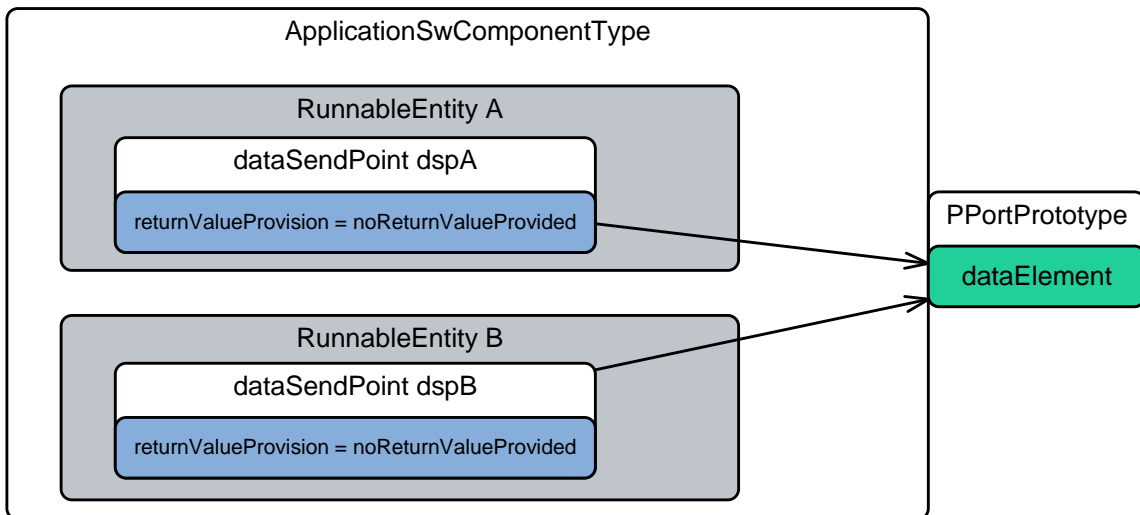 ApplicationSwComponentType
RunnableEntity A
dataSendPoint dspA
returnValueProvision = noReturnValueProvided
PPortPrototype
dataElement
RunnableEntity B
dataSendPoint dspB
returnValueProvision = noReturnValueProvided